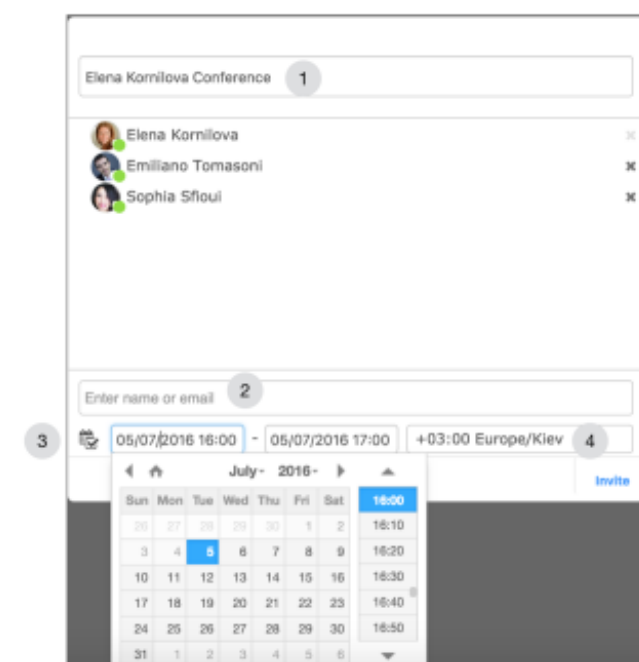 Elena Kornilova Conference 1
Elena Kornilova ×
Emiliano Tomasoni ×
Sophia Sfioui ×
Enter name or email 2
3 05/07/2016 16:00 - 05/07/2016 17:00 +03:00 Europe/Kiev 4
July 2016
Invite
Sun Mon Tue Wed Thu Fri Sat 16:00
26 27 28 29 30 1 2 16:10
3 4 5 6 7 8 9 16:20
10 11 12 13 14 15 16 16:30
17 18 19 20 21 22 23 16:40
24 25 26 27 28 29 30 16:50
31 1 2 3 4 5 6